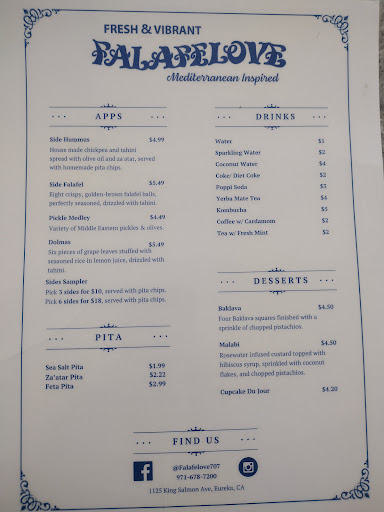 FRESH & VIBRANT
FALAFELOVE
Mediterranean Inspired
APPS
Side Hummus $4.99
House made chickpea and tahini
spread with olive oil and za'atar, served
with homemade pita chips.
Side Falafel $5.49
Eight crispy, golden-brown falafel balls,
perfectly seasoned, drizzled with tahini.
Pickle Medley $4.49
Variety of Middle Eastern pickles & olives.
Dolmas $5.49
Six pieces of grape leaves stuffed with
seasoned rice in lemon juice, drizzled with
tahini.
Sides Sampler
Pick 3 sides for $10, served with pita chips.
Pick 6 sides for $18, served with pita chips.
PITA
Sea Salt Pita $1.99
Za'atar Pita $2.22
Feta Pita $2.99
DRINKS
Water $1
Sparkling Water $2
Coconut Water $4
Coke/ Diet Coke $2
Poppi Soda $3
Yerba Mate Tea $4
Kombucha $5
Coffee w/ Cardamom $2
Tea w/ Fresh Mint $2
DESSERTS
Baklava $4.50
Four Baklava squares finished with a
sprinkle of chopped pistachios.
Malabi $4.50
Rosewater infused custard topped with
hibiscus syrup, sprinkled with coconut
flakes, and chopped pistachios.
Cupcake Du Jour $4.20
FIND US
@Falafelove707
971-678-7200
1125 King Salmon Ave, Eureka, CA